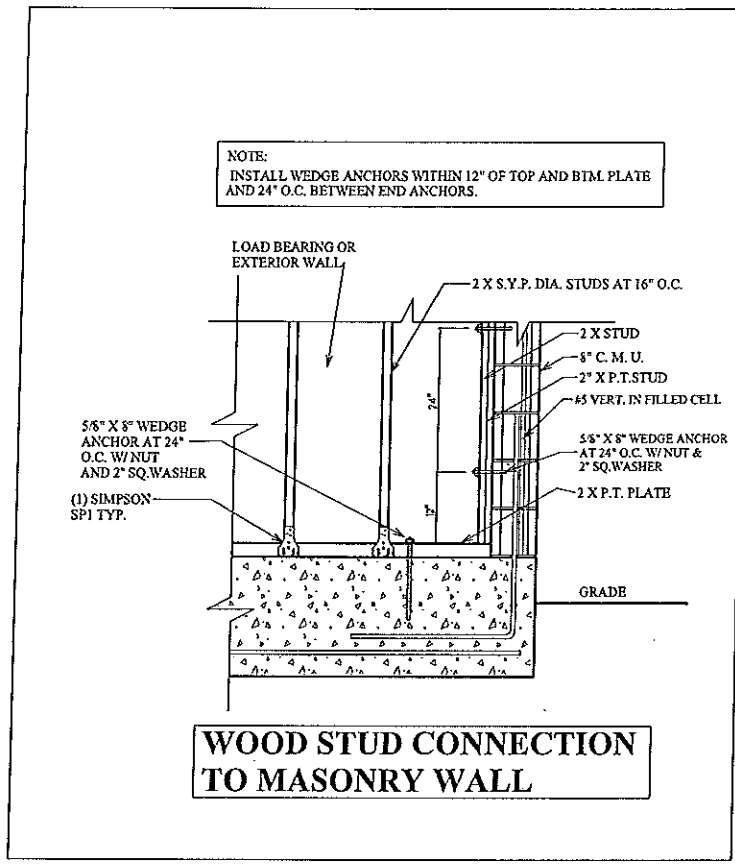 NOTE:
INSTALL WEDGE ANCHORS WITHIN 12" OF TOP AND BTM. PLATE
AND 24" O.C. BETWEEN END ANCHORS.
LOAD BEARING OR
EXTERIOR WALL
2 X S.Y.P. DIA. STUDS AT 16" O.C.
2 X STUD
8" C. M. U.
2" X P.T.STUD
#5 VERT. IN FILLED CELL
24"
5/8" X 8" WEDGE
ANCHOR AT 24"
O.C. W/NUT
AND 2" SQ.WASHER
5/8" X 8" WEDGE ANCHOR
AT 24" O.C. W/NUT &
2" SQ.WASHER
(1) SIMPSON
SP1 TYP.
12"
2 X P.T. PLATE
GRADE
WOOD STUD CONNECTION
TO MASONRY WALL